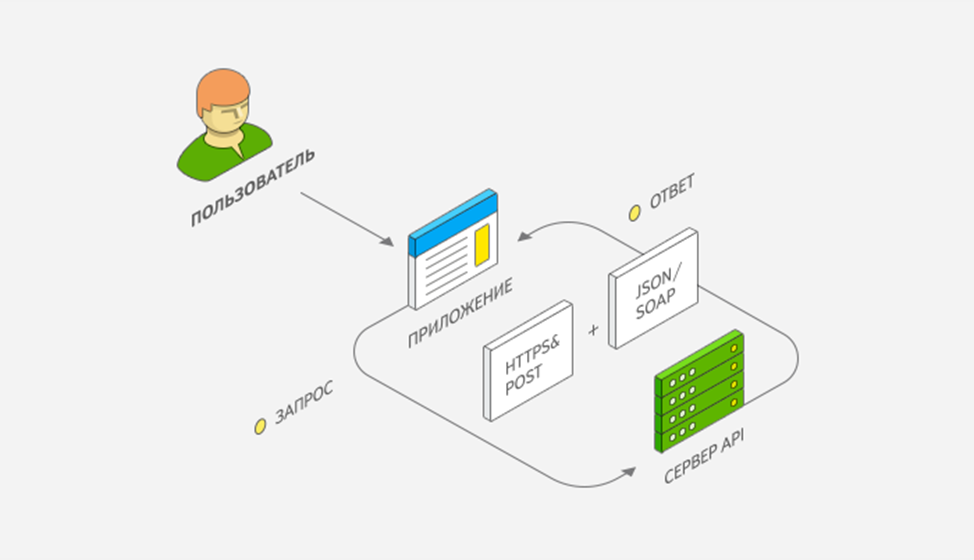 ПОЛЬЗОВАТЕЛЬ
ОТВЕТ
JSON/
SOAP
ПРИЛОЖЕНИЕ
+
HTTPS&
POST
ЗАПРОС
СЕРВЕР API